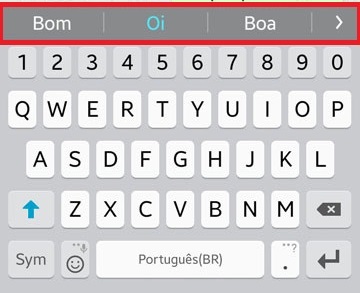 Bom Oi Boa >
1 2 3 4 5 6 7 8 9 0
Q W E R T Y U I O P
A S D F G H J K L
Z X C V B N M
Sym Português(BR) . ?